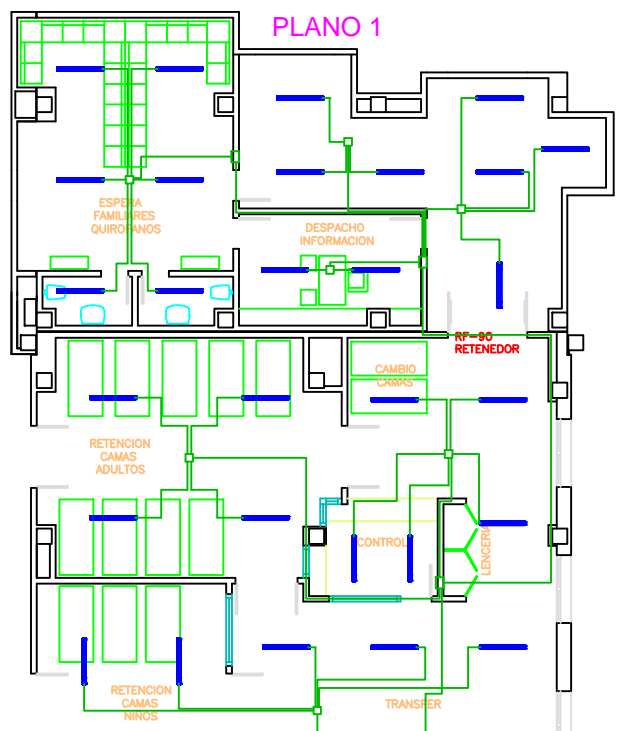 PLANO 1
ESPERA
FAMILIARES
QUIROFANOS
DESPACHO
INFORMACION
RF-90
RETENEDOR
CAMBIO
CAMAS
RETENCION
CAMAS
ADULTOS
CONTROL
LENCERIA
RETENCION
CAMAS
NINOS
TRANSFER